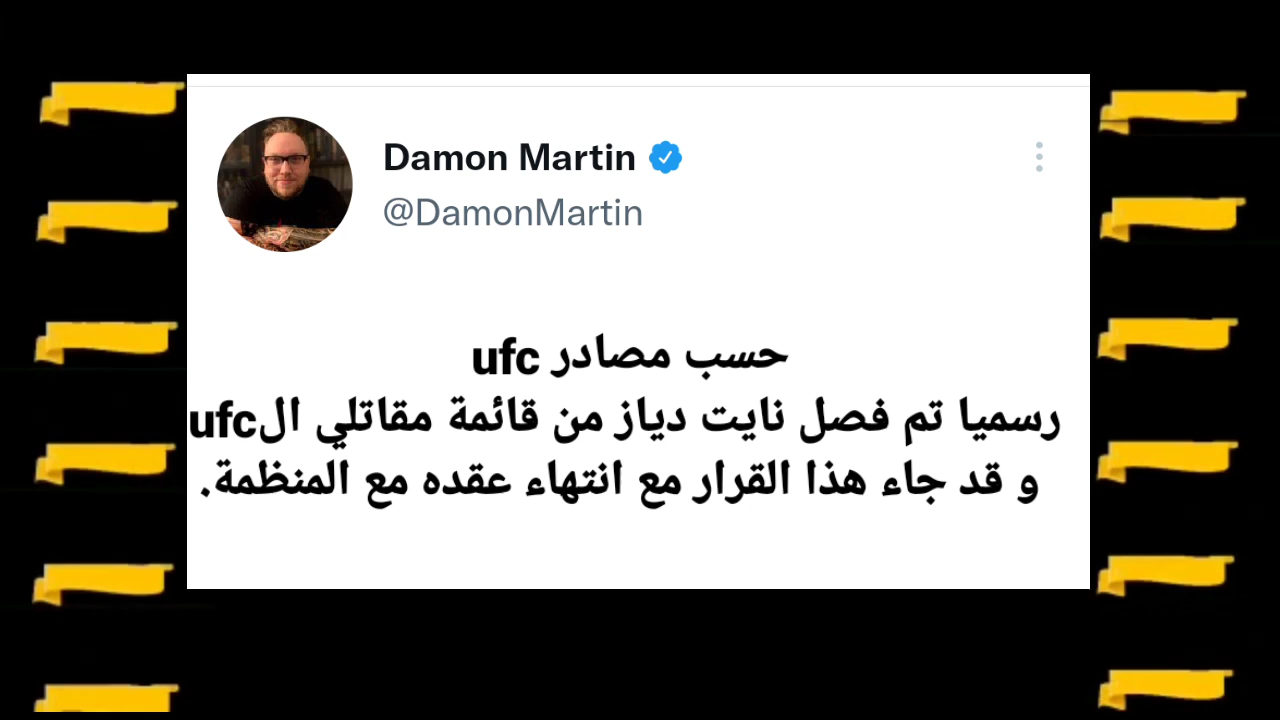 Damon Martin
@DamonMartin
حسب مصادر ufc
رسميا تم فصل نايت دياز من قائمة مقاتلي الufc
و قد جاء هذا القرار مع انتهاء عقده مع المنظمة.